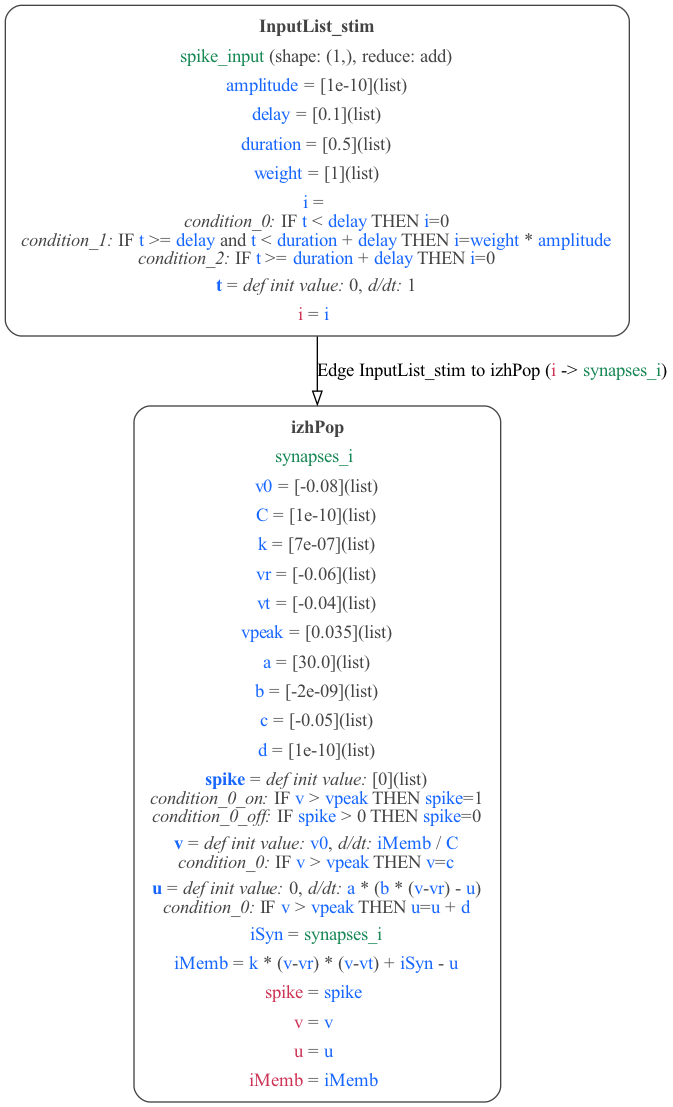 InputList_stim
spike_input (shape: (1,), reduce: add)
amplitude = [1e-10](list)
delay = [0.1](list)
duration = [0.5](list)
weight = [1](list)
i =
condition_0: IF t < delay THEN i=0
condition_1: IF t >= delay and t < duration + delay THEN i=weight * amplitude
condition_2: IF t >= duration + delay THEN i=0
t = def init value: 0, d/dt: 1
i = i
Edge InputList_stim to izhPop (i -> synapses_i)
izhPop
synapses_i
v0 = [-0.08](list)
C = [1e-10](list)
k = [7e-07](list)
vr = [-0.06](list)
vt = [-0.04](list)
vpeak = [0.035](list)
a = [30.0](list)
b = [-2e-09](list)
c = [-0.05](list)
d = [1e-10](list)
spike = def init value: [0](list)
condition_0_on: IF v > vpeak THEN spike=1
condition_0_off: IF spike > 0 THEN spike=0
v = def init value: v0, d/dt: iMemb / C
condition_0: IF v > vpeak THEN v=c
u = def init value: 0, d/dt: a * (b * (v-vr) - u)
condition_0: IF v > vpeak THEN u=u + d
iSyn = synapses_i
iMemb = k * (v-vr) * (v-vt) + iSyn - u
spike = spike
v = v
u = u
iMemb = iMemb